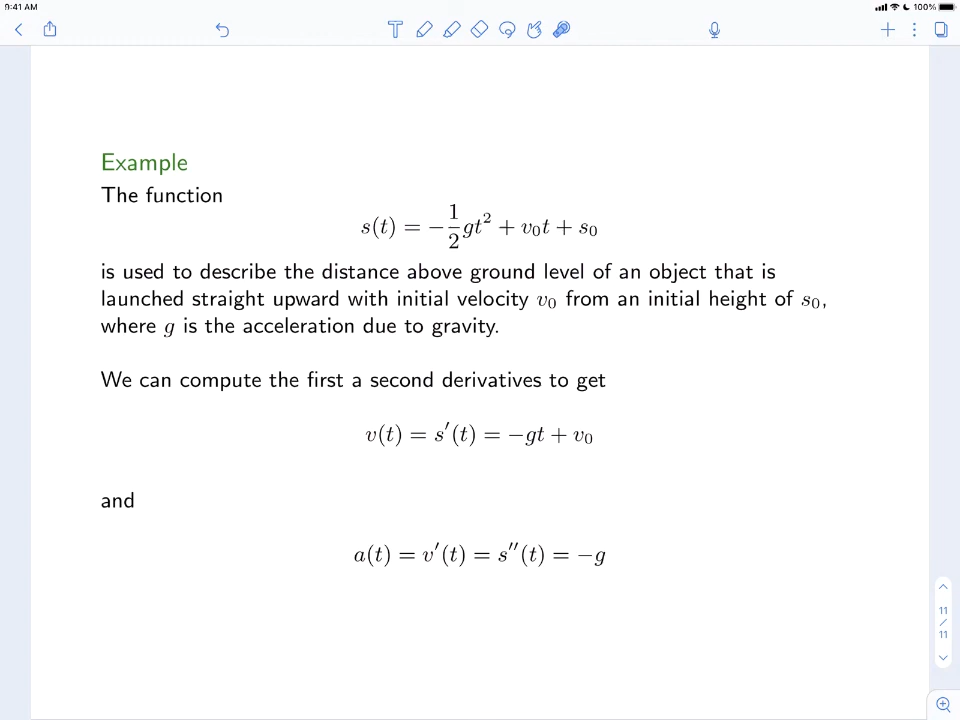 9:41 AM
100%
Example
The function
s(t) = −\frac{1}{2}gt² + v₀t + s₀
is used to describe the distance above ground level of an object that is
launched straight upward with initial velocity v₀ from an initial height of s₀,
where g is the acceleration due to gravity.
We can compute the first a second derivatives to get
v(t) = s′(t) = −gt + v₀
and
a(t) = v′(t) = s″(t) = −g
11
/
11